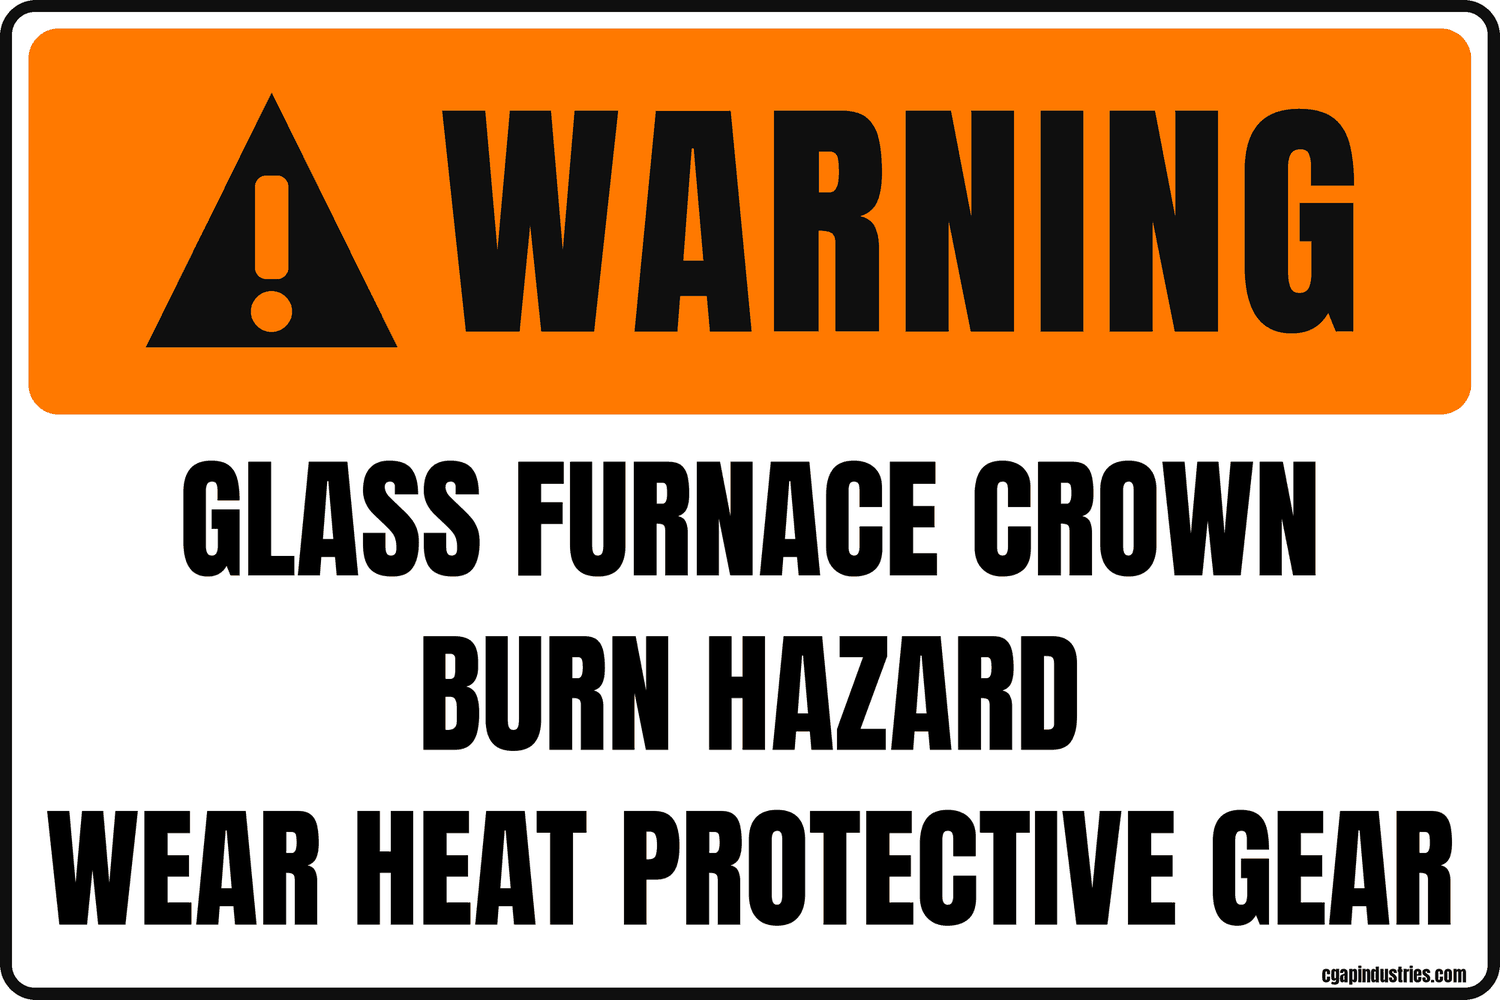 WARNING
GLASS FURNACE CROWN
BURN HAZARD
WEAR HEAT PROTECTIVE GEAR
cgapindustries.com